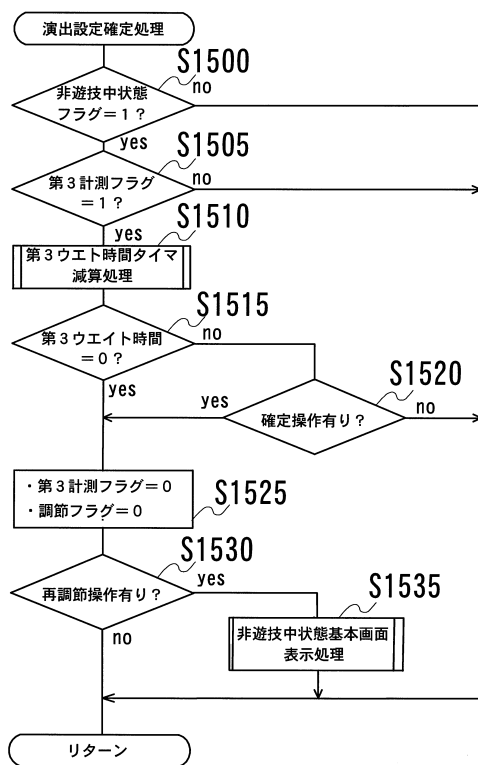 演出設定確定処理
S1500
非遊技中状態
フラグ=1?
no
yes
S1505
第3計測フラグ
=1?
no
yes
S1510
第3ウエト時間タイマ
減算処理
S1515
第3ウエイト時間
=0?
no
yes
S1520
確定操作有り?
yes
no
・第3計測フラグ=0
・調節フラグ=0
S1525
S1530
再調節操作有り?
yes
no
S1535
非遊技中状態基本画面
表示処理
リターン